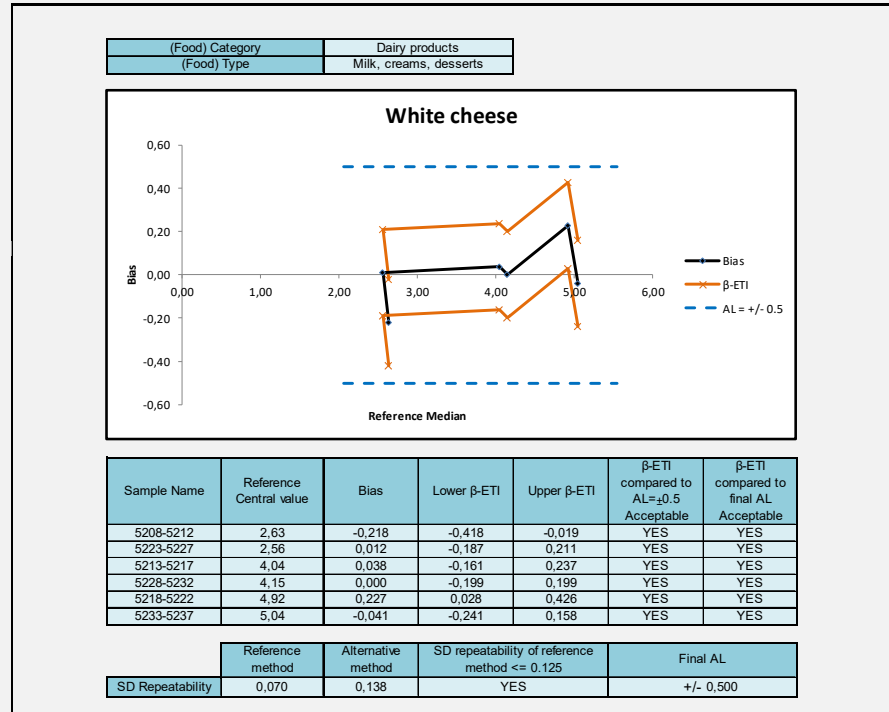 (Food) Category Dairy products
(Food) Type Milk, creams, desserts
White cheese
0,60
0,40
0,20
0,00
-0,20
-0,40
-0,60
0,00 1,00 2,00 3,00 4,00 5,00 6,00
Bias
Reference Median
Bias
β-ETI
AL = +/- 0.5
Sample Name Reference Central value Bias Lower β-ETI Upper β-ETI β-ETI compared to AL=±0.5 Acceptable β-ETI compared to final AL Acceptable
5208-5212 2,63 -0,218 -0,418 -0,019 YES YES
5223-5227 2,56 0,012 -0,187 0,211 YES YES
5213-5217 4,04 0,038 -0,161 0,237 YES YES
5228-5232 4,15 0,000 -0,199 0,199 YES YES
5218-5222 4,92 0,227 0,028 0,426 YES YES
5233-5237 5,04 -0,041 -0,241 0,158 YES YES
Reference method Alternative method SD repeatability of reference method <= 0.125 Final AL
SD Repeatability 0,070 0,138 YES +/- 0,500